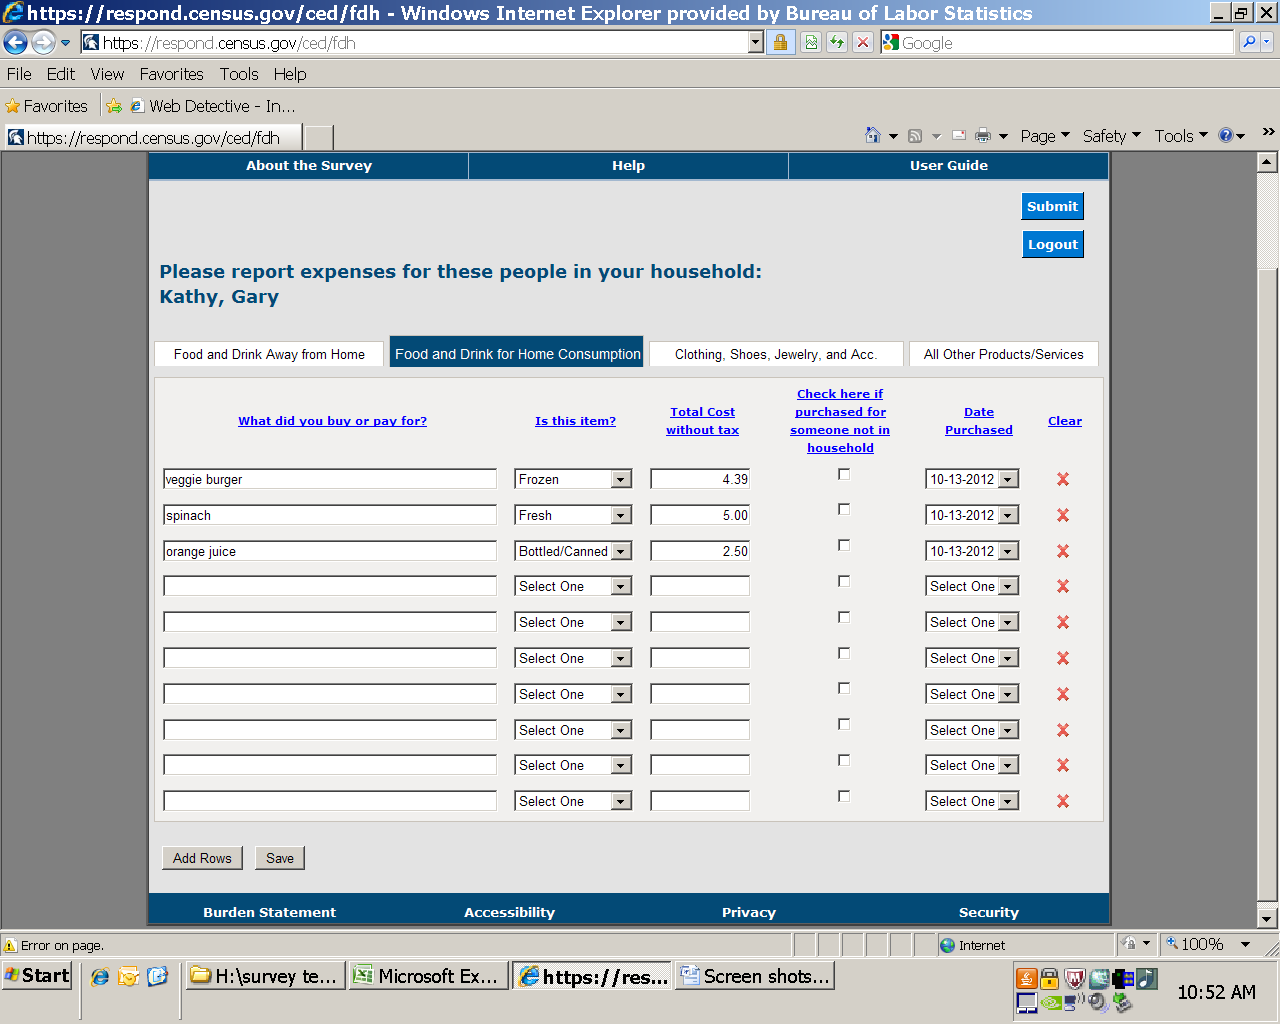 https://respond.census.gov/ced/fdh - Windows Internet Explorer provided by Bureau of Labor Statistics
https://respond.census.gov/ced/fdh
Google
File Edit View Favorites Tools Help
Favorites Web Detective - In...
https://respond.census.gov/ced/fdh
Page Safety Tools »
About the Survey Help User Guide
Submit
Logout
Please report expenses for these people in your household:
Kathy, Gary
Food and Drink Away from Home Food and Drink for Home Consumption Clothing, Shoes, Jewelry, and Acc. All Other Products/Services
What did you buy or pay for? Is this item? Total Cost without tax Check here if purchased for someone not in household Date Purchased Clear
veggie burger Frozen 4.39 10-13-2012
spinach Fresh 5.00 10-13-2012
orange juice Bottled/Canned 2.50 10-13-2012
Select One Select One
Select One Select One
Select One Select One
Select One Select One
Select One Select One
Select One Select One
Select One Select One
Add Rows Save
Burden Statement Accessibility Privacy Security
Error on page. Internet 100%
Start H:\survey te... Microsoft Ex... https://res... Screen shots...
10:52 AM